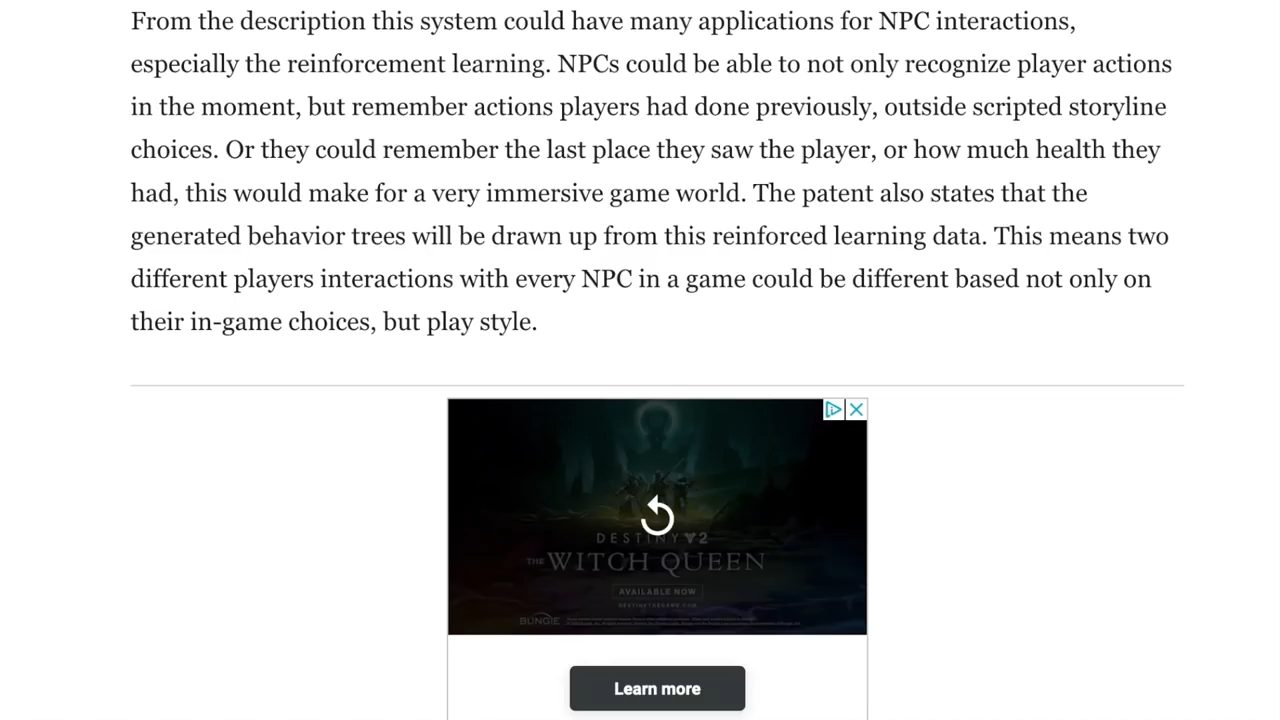 From the description this system could have many applications for NPC interactions,
especially the reinforcement learning. NPCs could be able to not only recognize player actions
in the moment, but remember actions players had done previously, outside scripted storyline
choices. Or they could remember the last place they saw the player, or how much health they
had, this would make for a very immersive game world. The patent also states that the
generated behavior trees will be drawn up from this reinforced learning data. This means two
different players interactions with every NPC in a game could be different based not only on
their in-game choices, but play style.
DESTINY 2
THE WITCH QUEEN
AVAILABLE NOW
DESTINYTHEGAME.COM
BUNGIE
Learn more